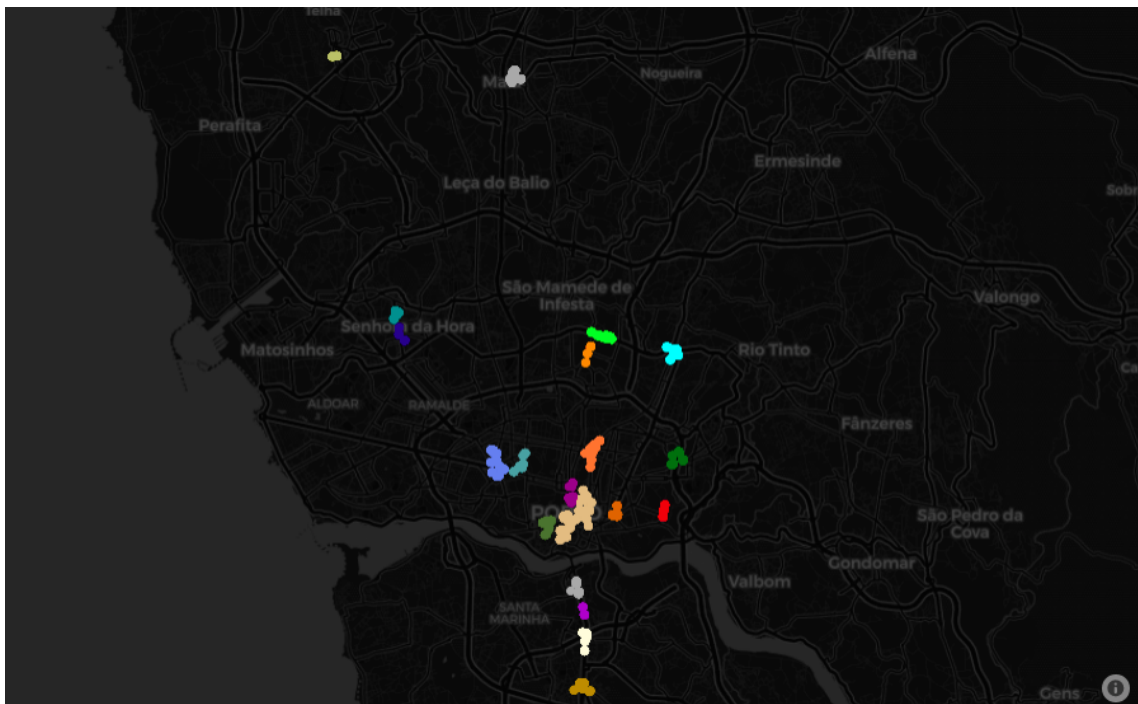 Alfena
Nogueira
Perafita
Ermesinde
Leça do Balio
São Mamede de
Infesta
Valongo
Senhora da Hora
Matosinhos
Rio Tinto
ALDOAR
RAMALDE
Fânzeres
São Pedro da
Cova
Gondomar
Valbom
SANTA
MARINHA
Gens